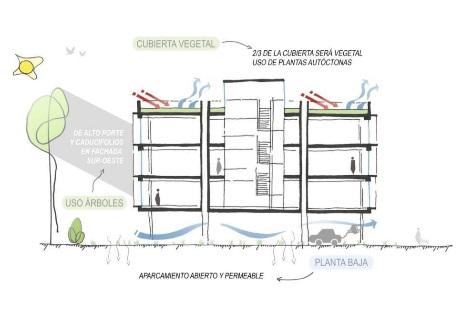 CUBIERTA VEGETAL
2/3 DE LA CUBIERTA SERÁ VEGETAL
USO DE PLANTAS AUTÓCTONAS
DE ALTO PORTE
Y CADUCIFOLIOS
EN FACHADA
SUR-OESTE
USO ÁRBOLES
PLANTA BAJA
APARCAMIENTO ABIERTO Y PERMEABLE